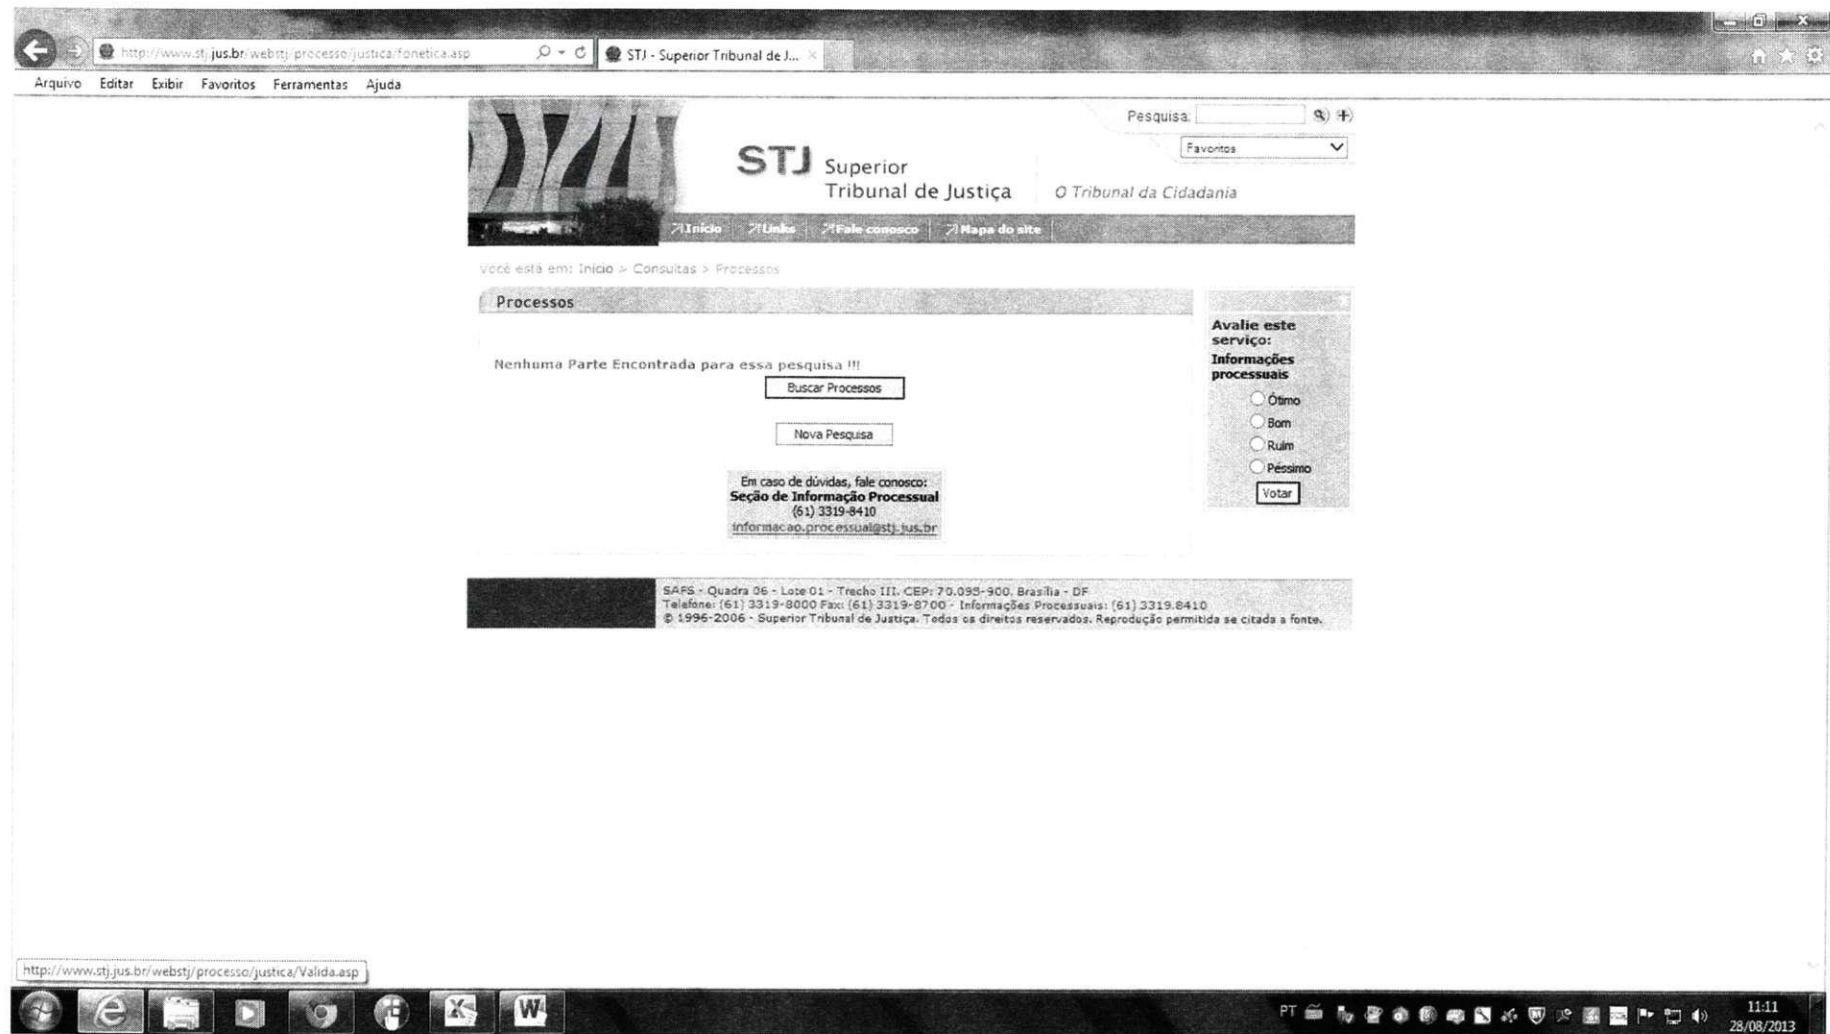 http://www.stj.jus.br/webstj/processo/justica/fonetica.asp
STJ - Superior Tribunal de J...
Arquivo Editar Exibir Favoritos Ferramentas Ajuda
Pesquisa:
Favoritos
STJ Superior
Tribunal de Justiça
O Tribunal da Cidadania
Início Links Fale conosco Mapa do site
Você está em: Início > Consultas > Processos
Processos
Nenhuma Parte Encontrada para essa pesquisa !!!
Buscar Processos
Nova Pesquisa
Em caso de dúvidas, fale conosco:
Seção de Informação Processual
(61) 3319-8410
informacao.processual@stj.jus.br
Avalie este
serviço:
Informações
processuais
Ótimo
Bom
Ruim
Péssimo
Votar
SAFS - Quadra 06 - Lote 01 - Trecho III. CEP: 70.095-900. Brasília - DF
Telefone: (61) 3319-8000 Fax: (61) 3319-8700 - Informações Processuais: (61) 3319.8410
© 1996-2006 - Superior Tribunal de Justiça. Todos os direitos reservados. Reprodução permitida se citada a fonte.
http://www.stj.jus.br/webstj/processo/justica/Valida.asp
PT
11:11
28/08/2013